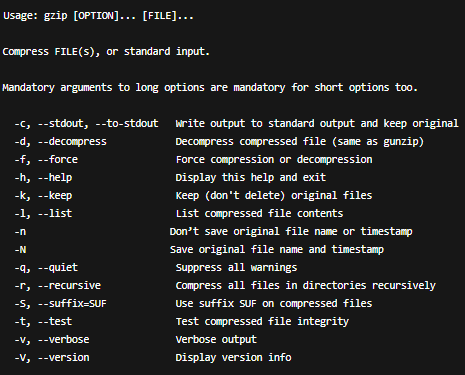 Usage: gzip [OPTION]... [FILE]...
Compress FILE(s), or standard input.
Mandatory arguments to long options are mandatory for short options too.
-c, --stdout, --to-stdout   Write output to standard output and keep original
-d, --decompress            Decompress compressed file (same as gunzip)
-f, --force                 Force compression or decompression
-h, --help                  Display this help and exit
-k, --keep                  Keep (don't delete) original files
-l, --list                  List compressed file contents
-n                         Don’t save original file name or timestamp
-N                         Save original file name and timestamp
-q, --quiet                 Suppress all warnings
-r, --recursive             Compress all files in directories recursively
-S, --suffix=SUF            Use suffix SUF on compressed files
-t, --test                  Test compressed file integrity
-v, --verbose               Verbose output
-V, --version               Display version info